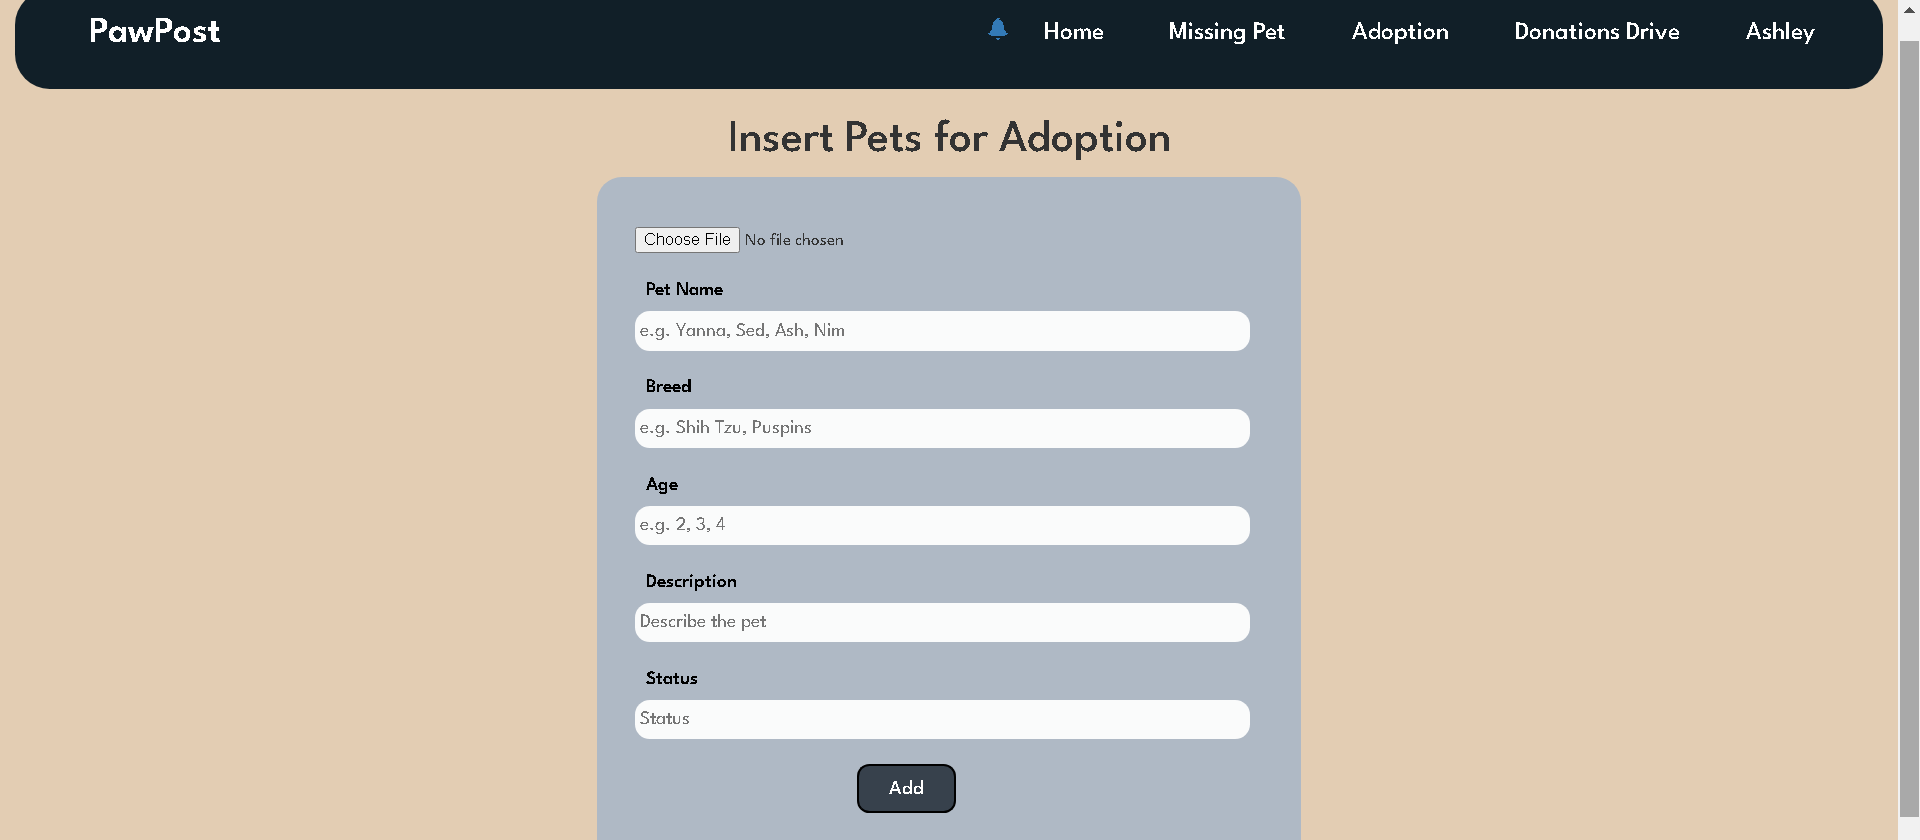 PawPost Home Missing Pet Adoption Donations Drive Ashley
Insert Pets for Adoption
Choose File No file chosen
Pet Name
e.g. Yanna, Sed, Ash, Nim
Breed
e.g. Shih Tzu, Puspins
Age
e.g. 2, 3, 4
Description
Describe the pet
Status
Status
Add